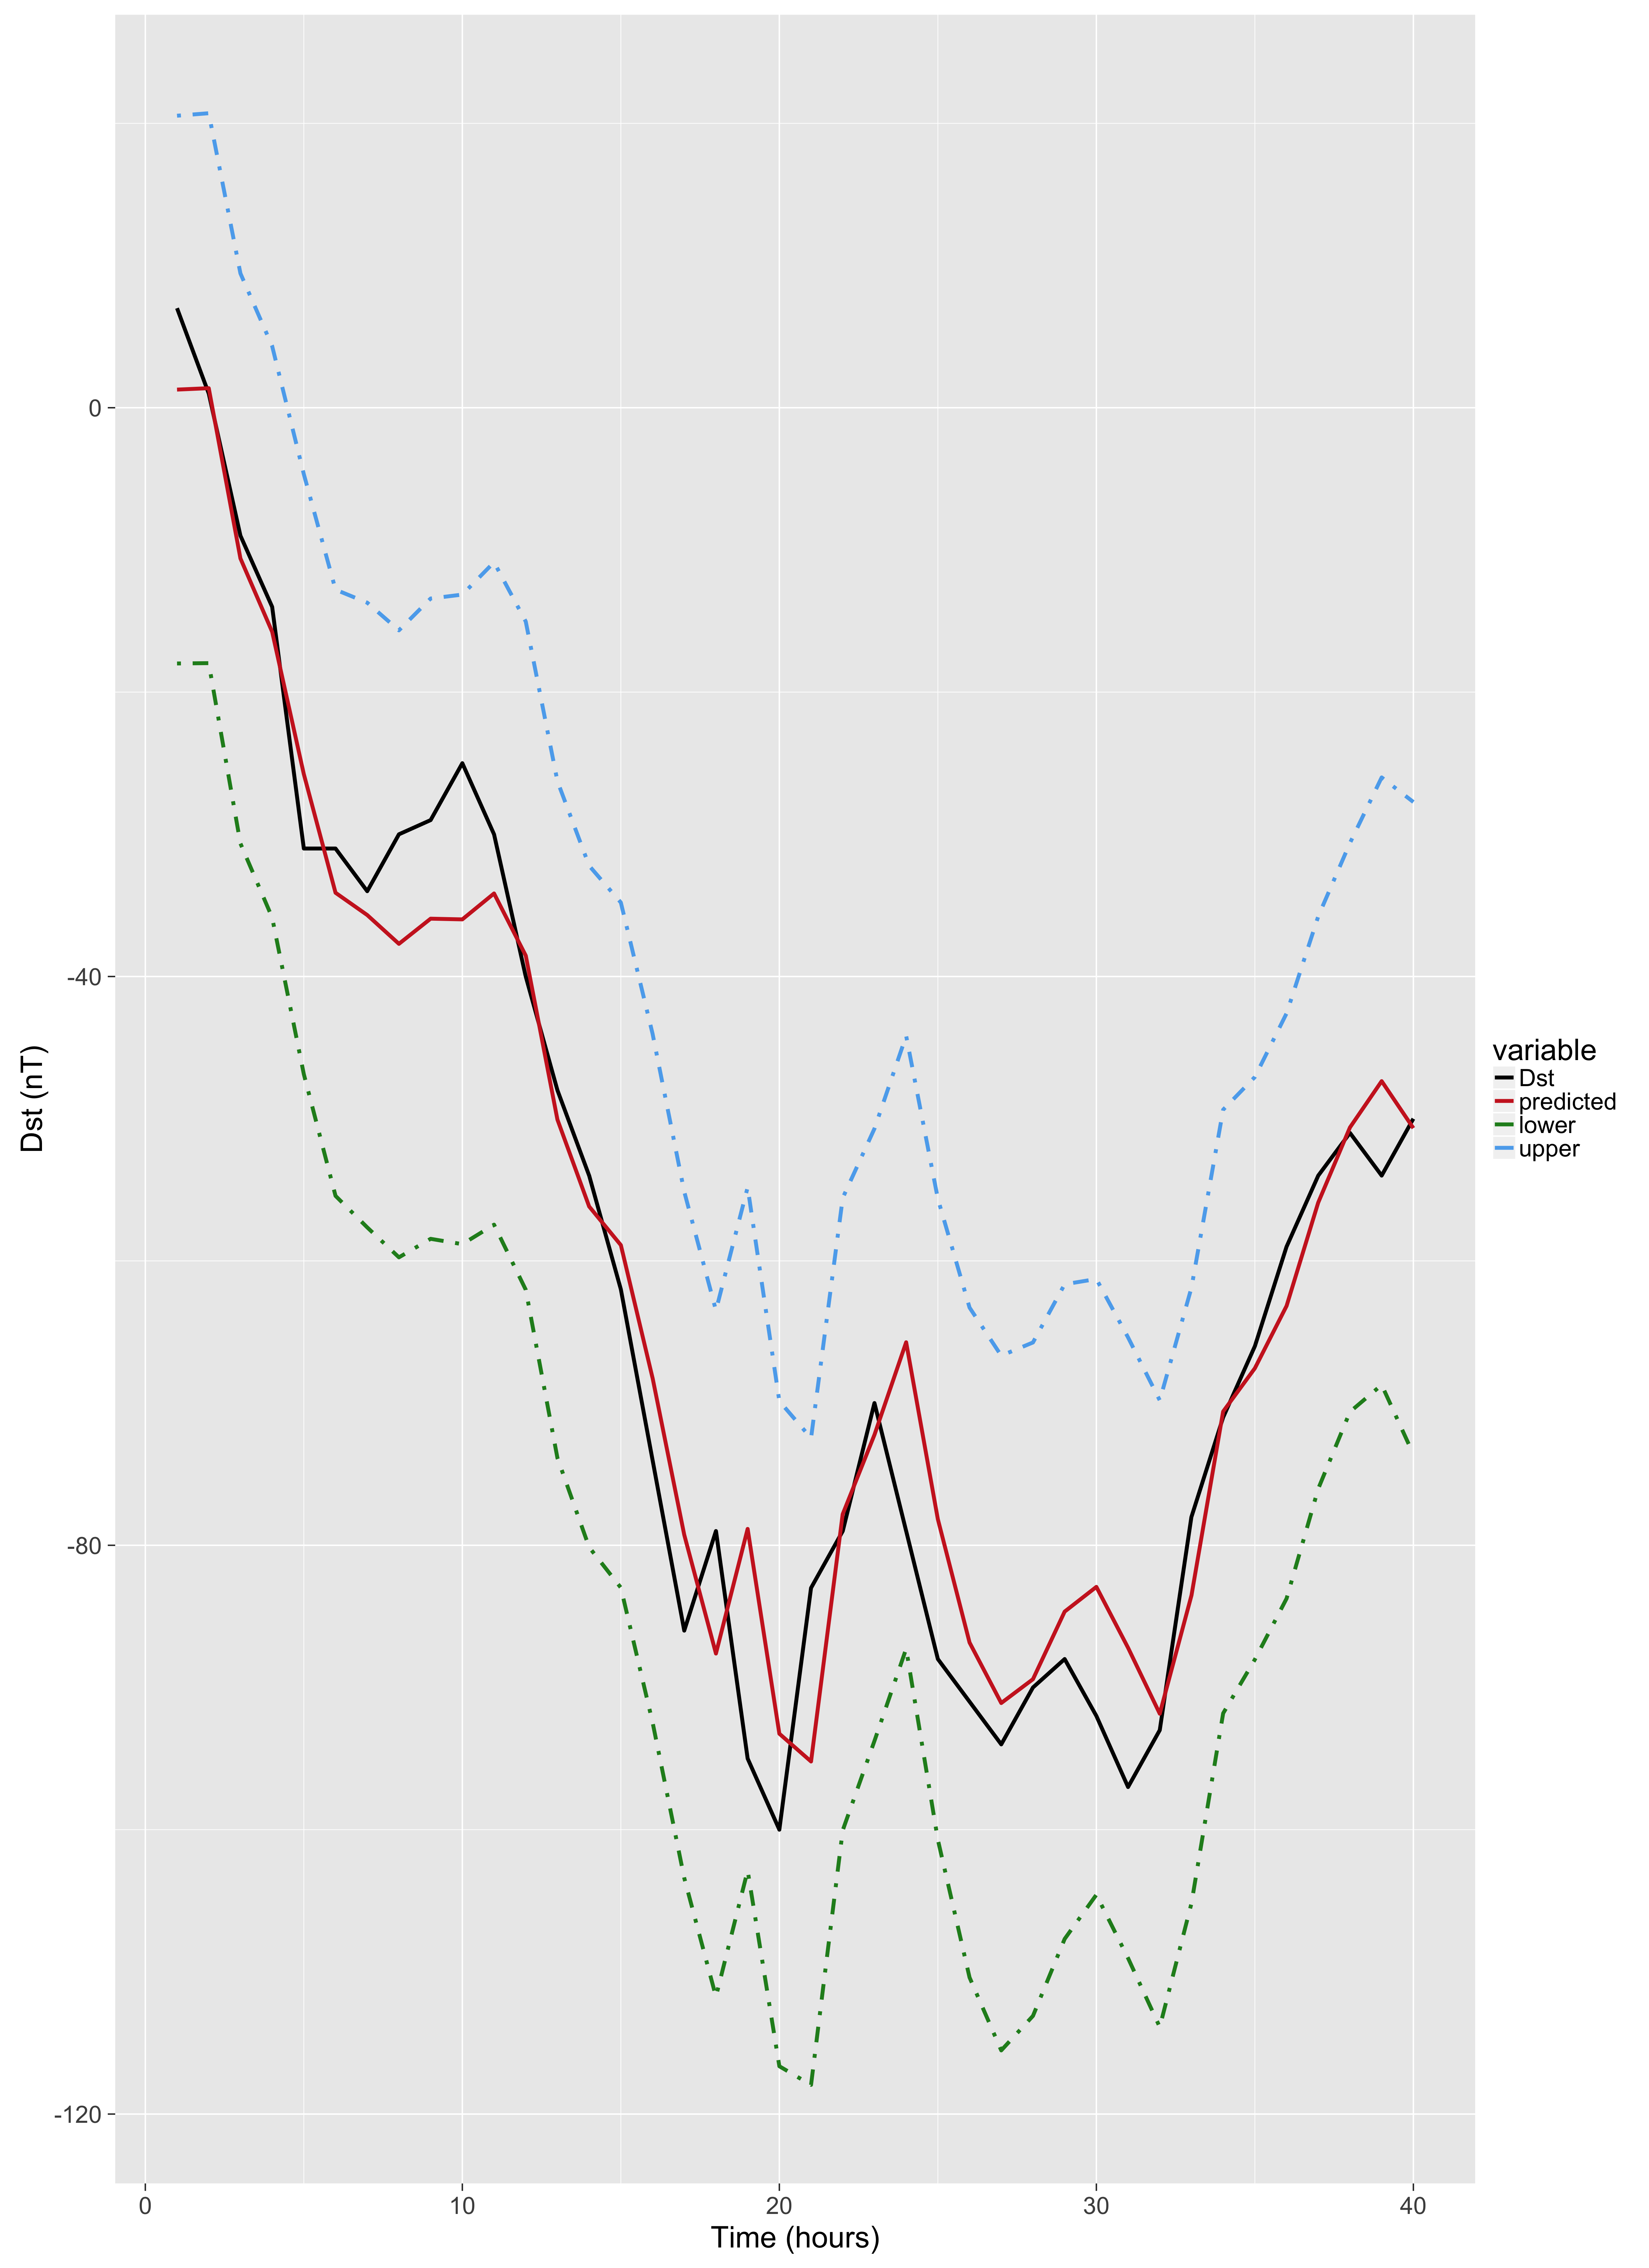 Dst (nT)
0
-40
-80
-120
0 10 20 30 40
Time (hours)
variable
Dst
predicted
lower
upper